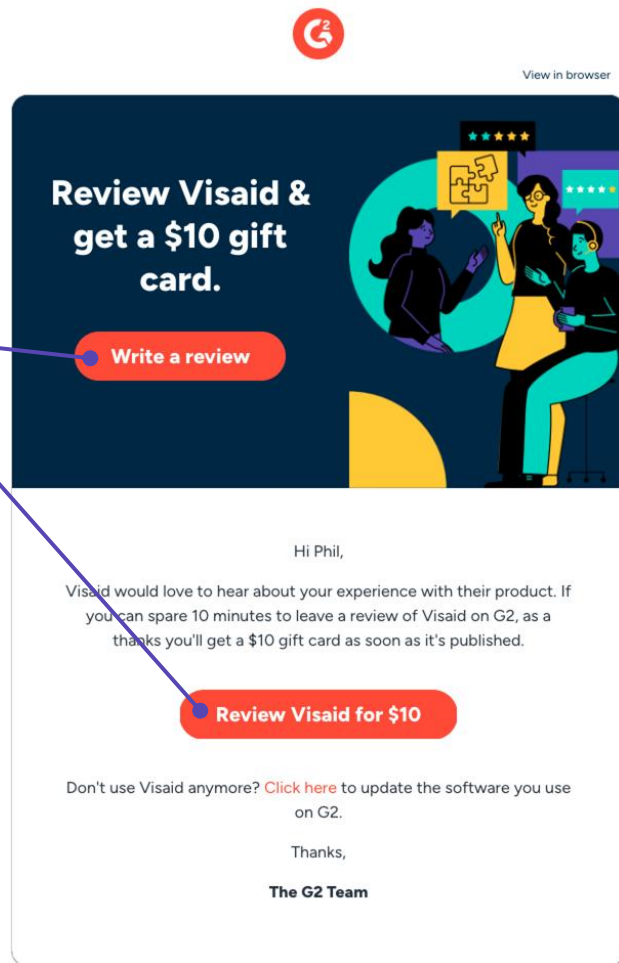 G2
View in browser
Review Visaid &
get a $10 gift
card.
Write a review
Hi Phil,
Visaid would love to hear about your experience with their product. If
you can spare 10 minutes to leave a review of Visaid on G2, as a
thanks you'll get a $10 gift card as soon as it's published.
Review Visaid for $10
Don't use Visaid anymore? Click here to update the software you use
on G2.
Thanks,
The G2 Team